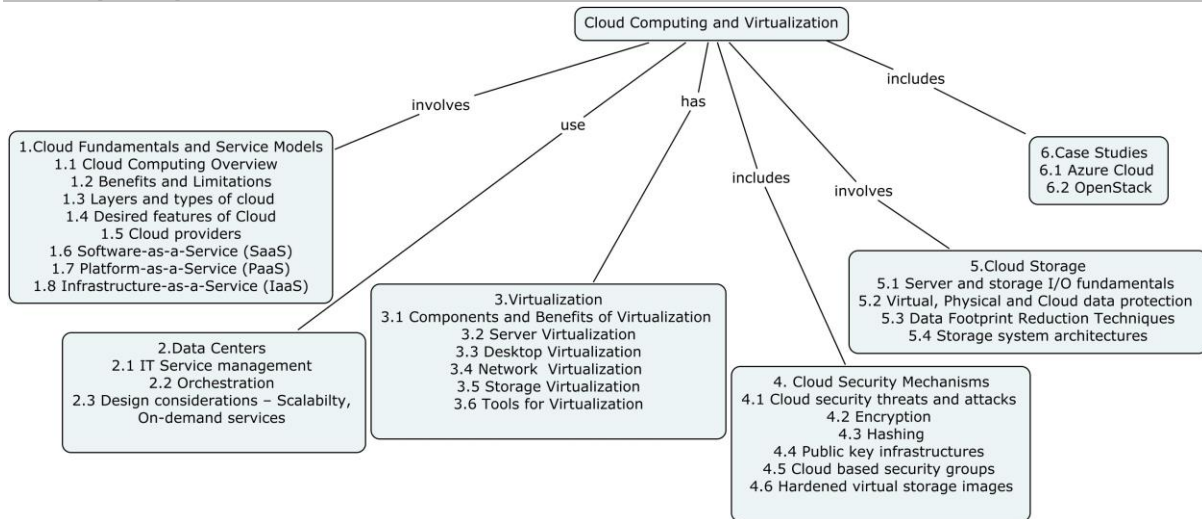 Cloud Computing and Virtualization
includes
involves
has
use
includes
involves
1.Cloud Fundamentals and Service Models
1.1 Cloud Computing Overview
1.2 Benefits and Limitations
1.3 Layers and types of cloud
1.4 Desired features of Cloud
1.5 Cloud providers
1.6 Software-as-a-Service (SaaS)
1.7 Platform-as-a-Service (PaaS)
1.8 Infrastructure-as-a-Service (IaaS)
2.Data Centers
2.1 IT Service management
2.2 Orchestration
2.3 Design considerations – Scalabilty,
On-demand services
3.Virtualization
3.1 Components and Benefits of Virtualization
3.2 Server Virtualization
3.3 Desktop Virtualization
3.4 Network Virtualization
3.5 Storage Virtualization
3.6 Tools for Virtualization
4. Cloud Security Mechanisms
4.1 Cloud security threats and attacks
4.2 Encryption
4.3 Hashing
4.4 Public key infrastructures
4.5 Cloud based security groups
4.6 Hardened virtual storage images
5.Cloud Storage
5.1 Server and storage I/O fundamentals
5.2 Virtual, Physical and Cloud data protection
5.3 Data Footprint Reduction Techniques
5.4 Storage system architectures
6.Case Studies
6.1 Azure Cloud
6.2 OpenStack